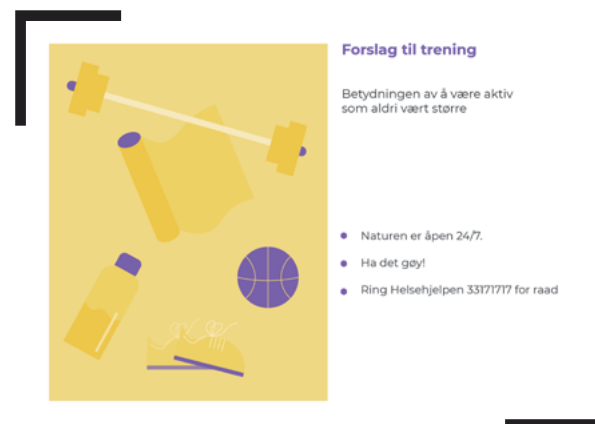 Forslag til trening
Betydningen av å være aktiv
som aldri vært større
Naturen er åpen 24/7.
Ha det gøy!
Ring Helsehjelpen 33171717 for raad